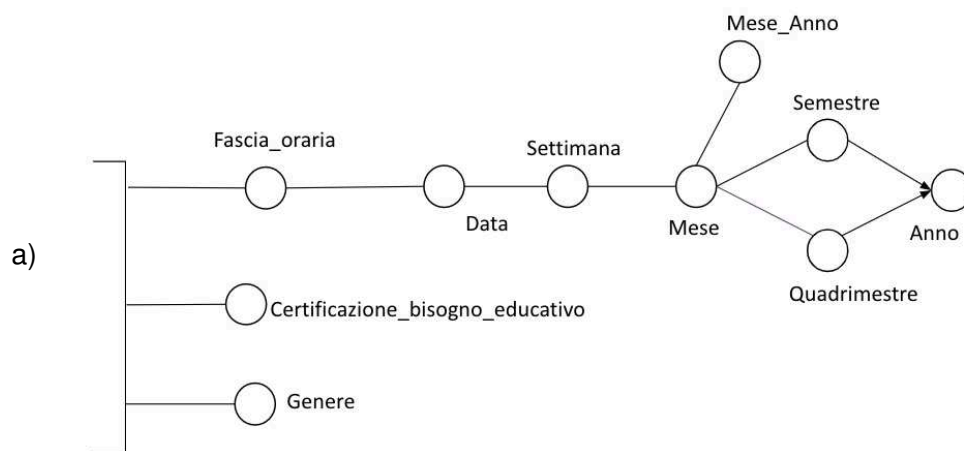 Mese_Anno
Semestre
Fascia_oraria
Settimana
Data
Mese
Anno
a)
Quadrimestre
Certificazione_bisogno_educativo
Genere